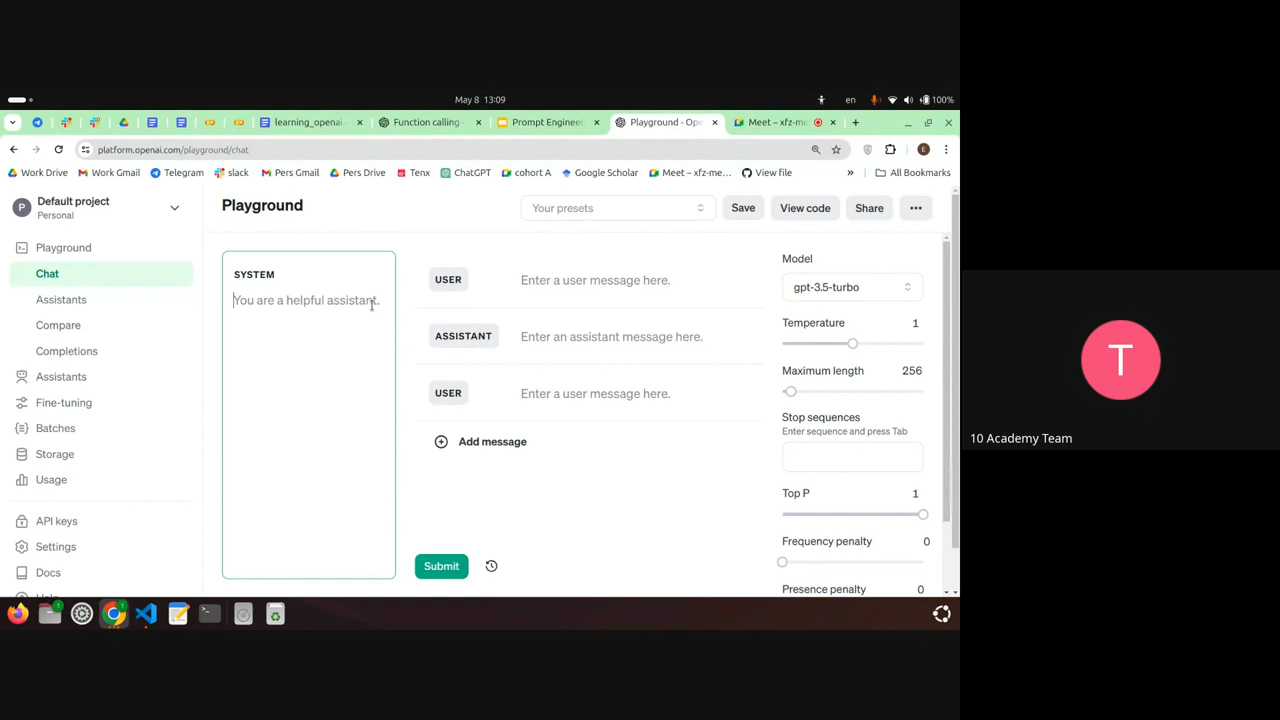 May 8 13:09
en
100%
learning_openai
Function calling
Prompt Enginee
Playground - Ope
Meet – xfz-m
platform.openai.com/playground/chat
Work Drive
Work Gmail
Telegram
slack
Pers Gmail
Pers Drive
Tenx
ChatGPT
cohort A
Google Scholar
Meet – xfz-me...
View file
All Bookmarks
P
Default project
Personal
Playground
Your presets
Save
View code
Share
Playground
Chat
Assistants
Compare
Completions
Assistants
Fine-tuning
Batches
Storage
Usage
API keys
Settings
Docs
SYSTEM
You are a helpful assistant.
USER
Enter a user message here.
ASSISTANT
Enter an assistant message here.
USER
Enter a user message here.
Add message
Submit
Model
gpt-3.5-turbo
Temperature 1
Maximum length 256
Stop sequences
Enter sequence and press Tab
Top P 1
Frequency penalty 0
Presence penalty 0
T
10 Academy Team